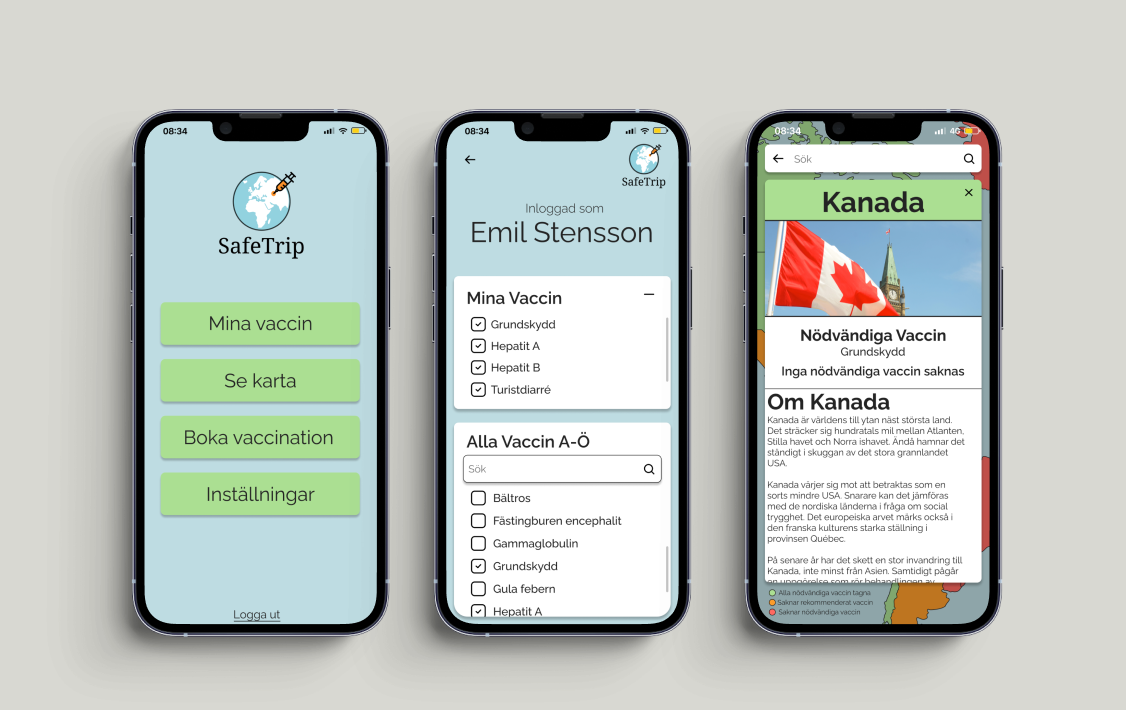 08:34
SafeTrip
Mina vaccin
Se karta
Boka vaccination
Inställningar
Logga ut
08:34
SafeTrip
Inloggad som
Emil Stensson
Mina Vaccin
Grundskydd
Hepatit A
Hepatit B
Turistdiarré
Alla Vaccin A-Ö
Sök
Bältros
Fästingburen encephalit
Gammaglobulin
Grundskydd
Gula febern
Hepatit A
08:34
4G
Sök
Kanada
Nödvändiga Vaccin
Grundskydd
Inga nödvändiga vaccin saknas
Om Kanada
Kanada är världens till ytan näst största land.
Det sträcker sig hundratals mil mellan Atlanten,
Stilla havet och Norra ishavet. Ändå hamnar det
ständigt i skuggan av det stora grannlandet
USA.
Kanada värjer sig mot att betraktas som en
sorts mindre USA. Snarare kan det jämföras
med de nordiska länderna i fråga om social
trygghet. Det europeiska arvet märks också i
den franska kulturens starka ställning i
provinsen Québec.
På senare år har det skett en stor invandring till
Kanada, inte minst från Asien. Samtidigt pågår
en uppgörelse som rör behandlingen av
Alla nödvändiga vaccin tagna
Saknar rekommenderat vaccin
Saknar nödvändiga vaccin